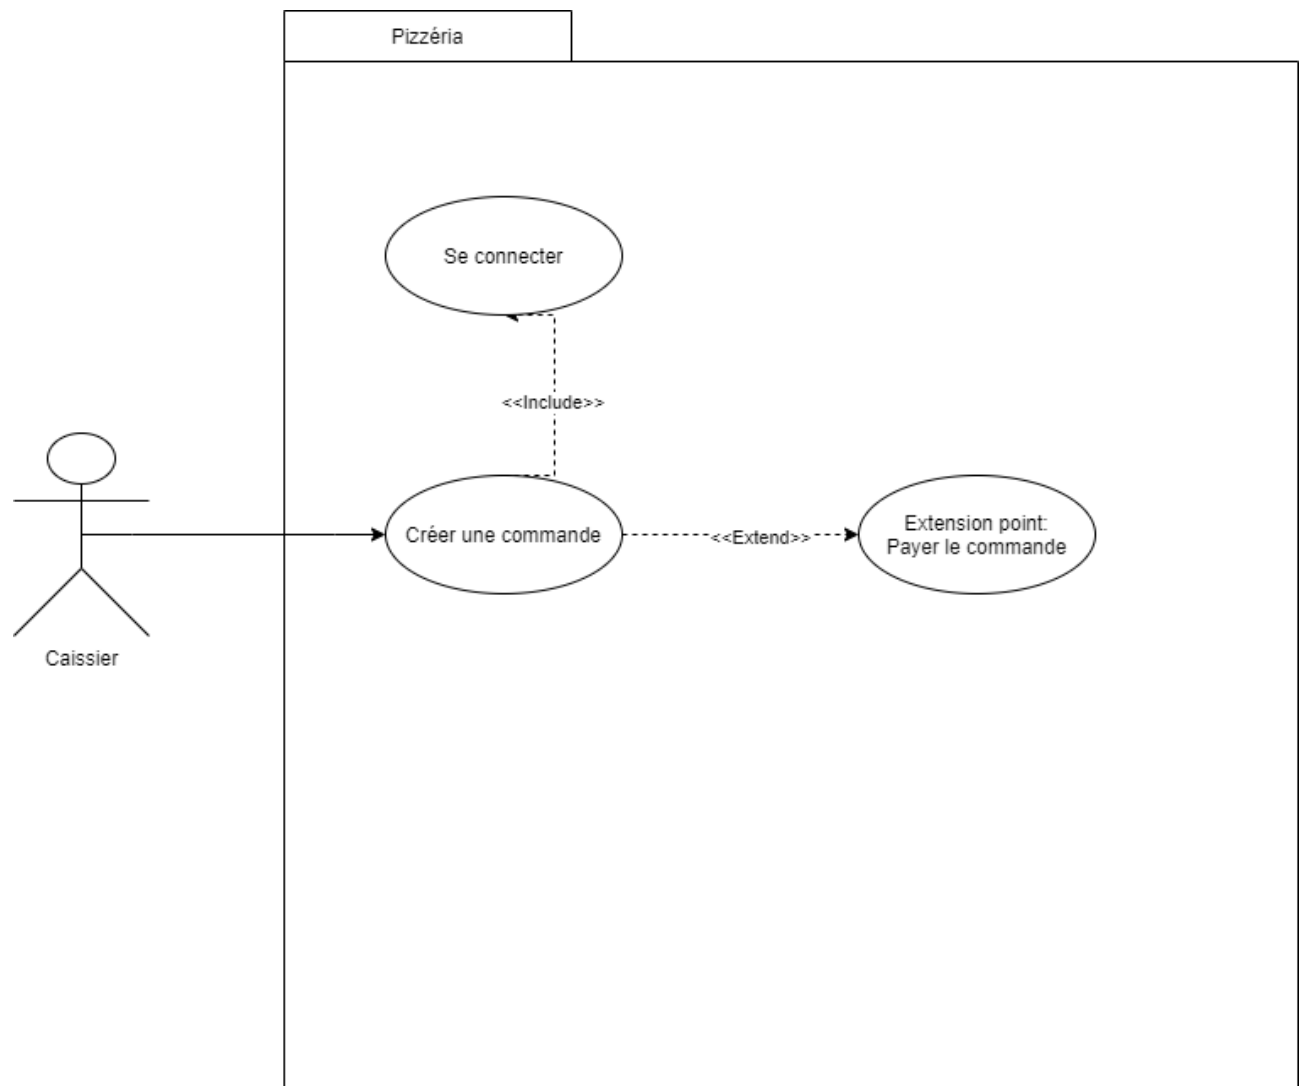 Pizzéria
Se connecter
<<Include>>
Créer une commande
<<Extend>>
Extension point:
Payer le commande
Caissier